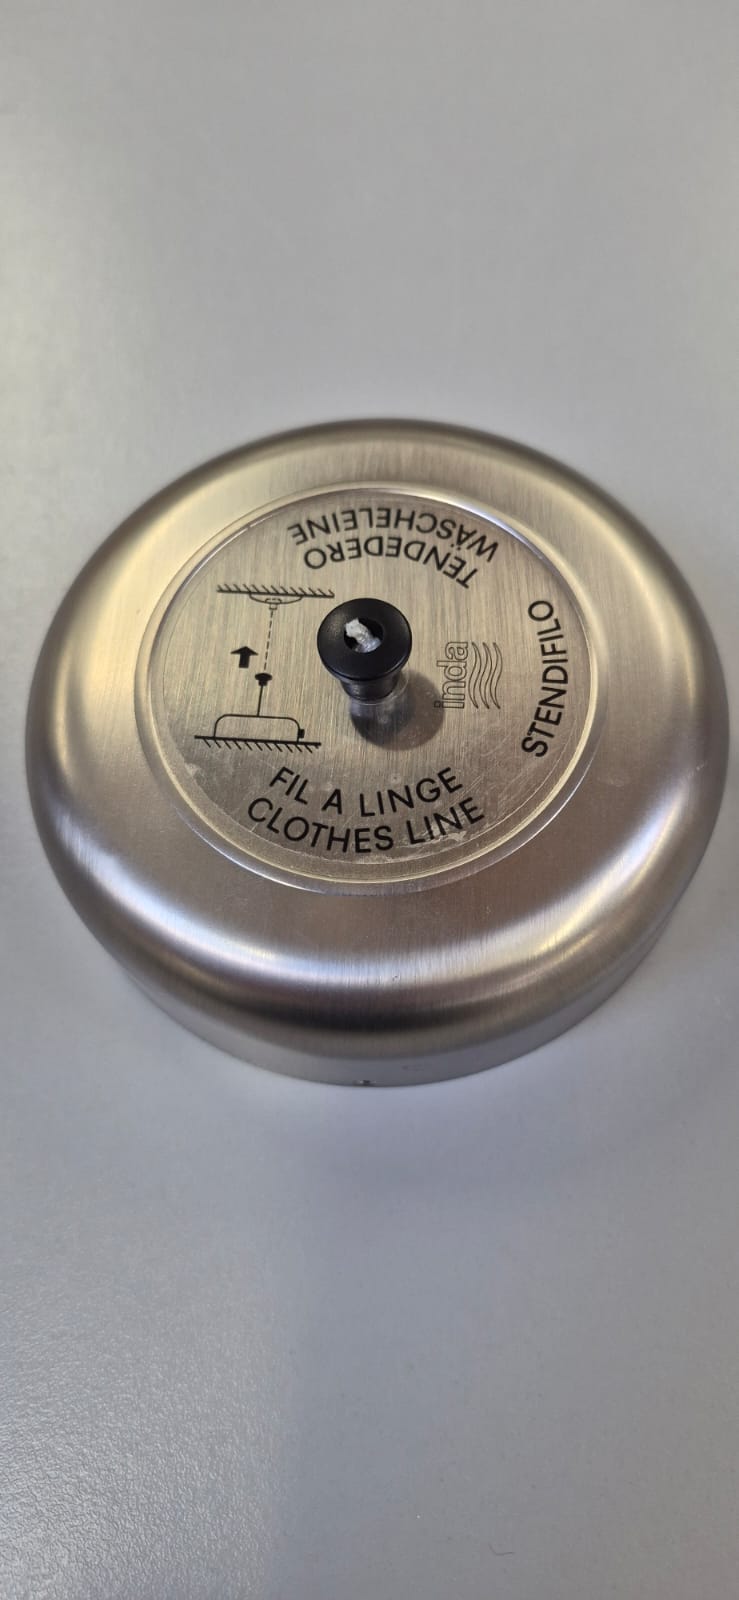 TENDEDERO
WÄSCHELEINE
inda
STENDIFILO
FIL A LINGE
CLOTHES LINE